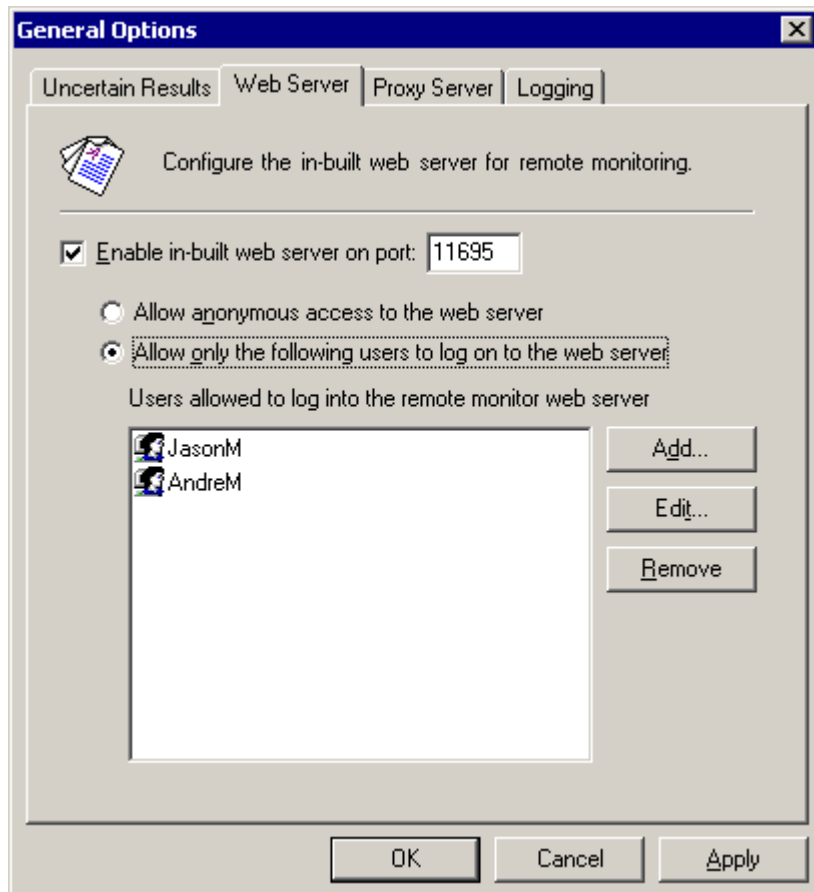 General Options
Uncertain Results Web Server Proxy Server Logging
Configure the in-built web server for remote monitoring.
Enable in-built web server on port: 11695
Allow anonymous access to the web server
Allow only the following users to log on to the web server
Users allowed to log into the remote monitor web server
JasonM
AndreM
Add...
Edit...
Remove
OK Cancel Apply